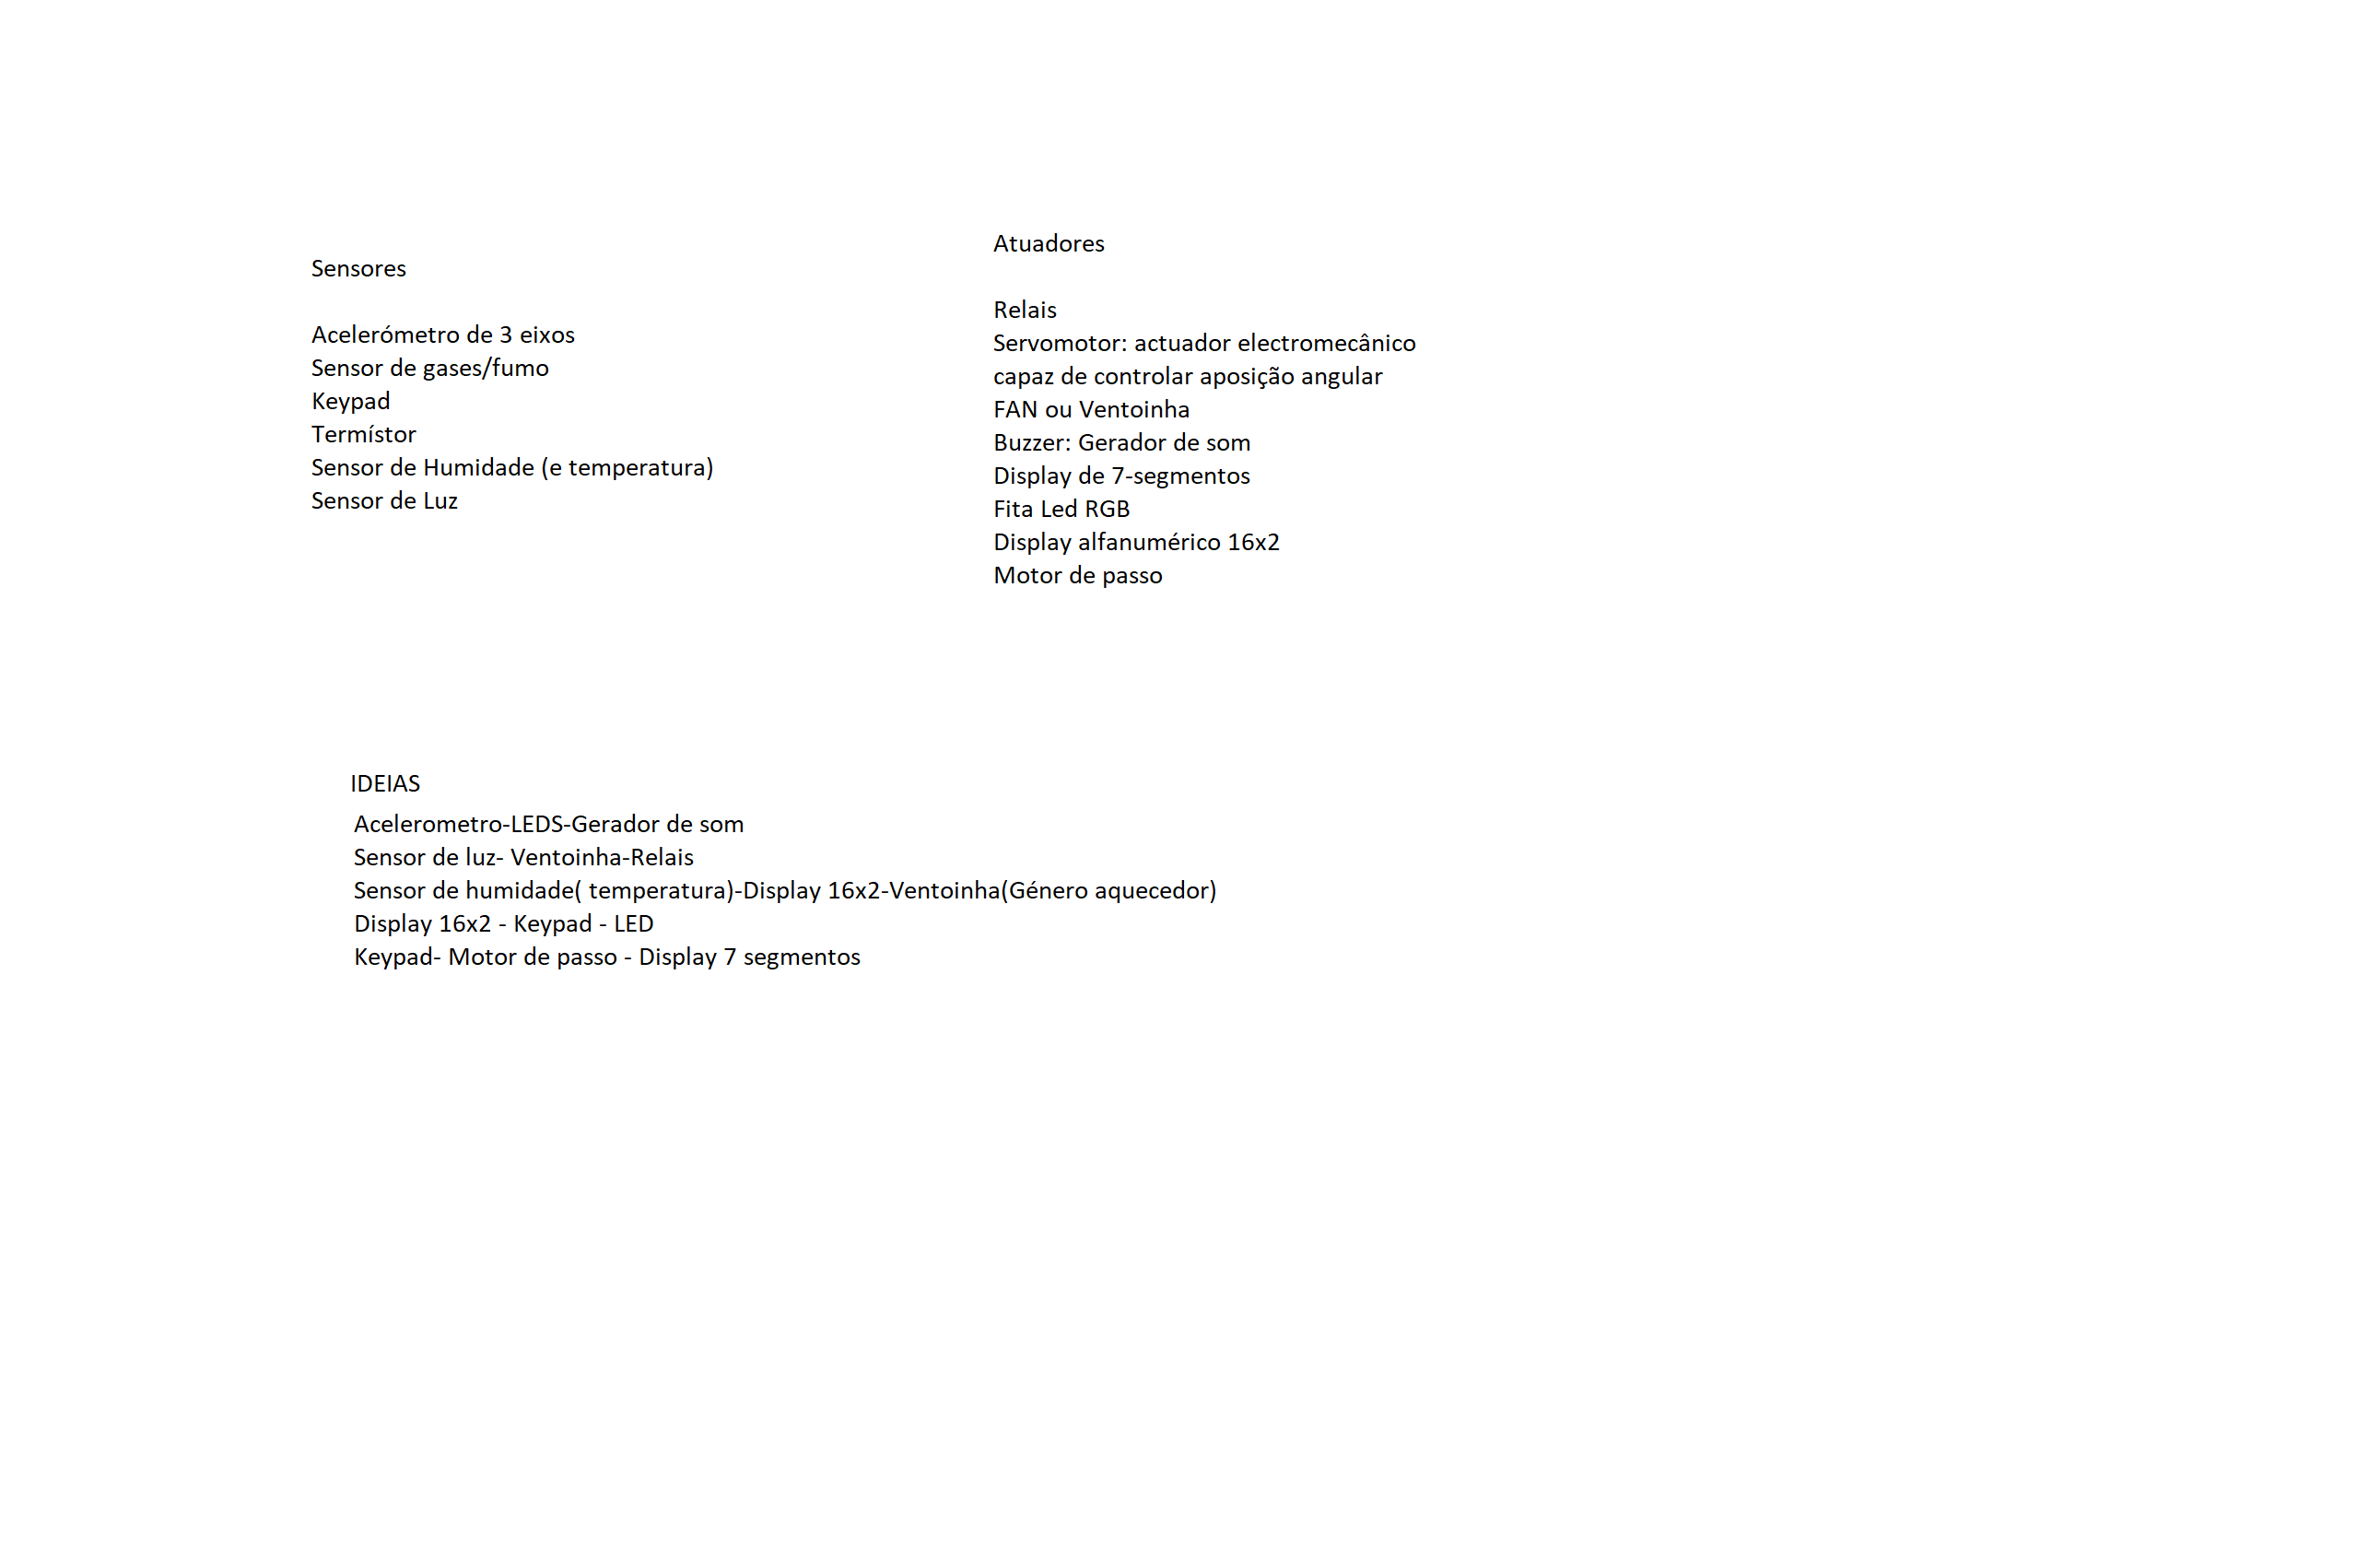 Sensores
Acelerómetro de 3 eixos
Sensor de gases/fumo
Keypad
Termístor
Sensor de Humidade (e temperatura)
Sensor de Luz
Atuadores
Relais
Servomotor: actuador electromecânico
capaz de controlar aposição angular
FAN ou Ventoinha
Buzzer: Gerador de som
Display de 7-segmentos
Fita Led RGB
Display alfanumérico 16x2
Motor de passo
IDEIAS
Acelerometro-LEDS-Gerador de som
Sensor de luz- Ventoinha-Relais
Sensor de humidade( temperatura)-Display 16x2-Ventoinha(Género aquecedor)
Display 16x2 - Keypad - LED
Keypad- Motor de passo - Display 7 segmentos